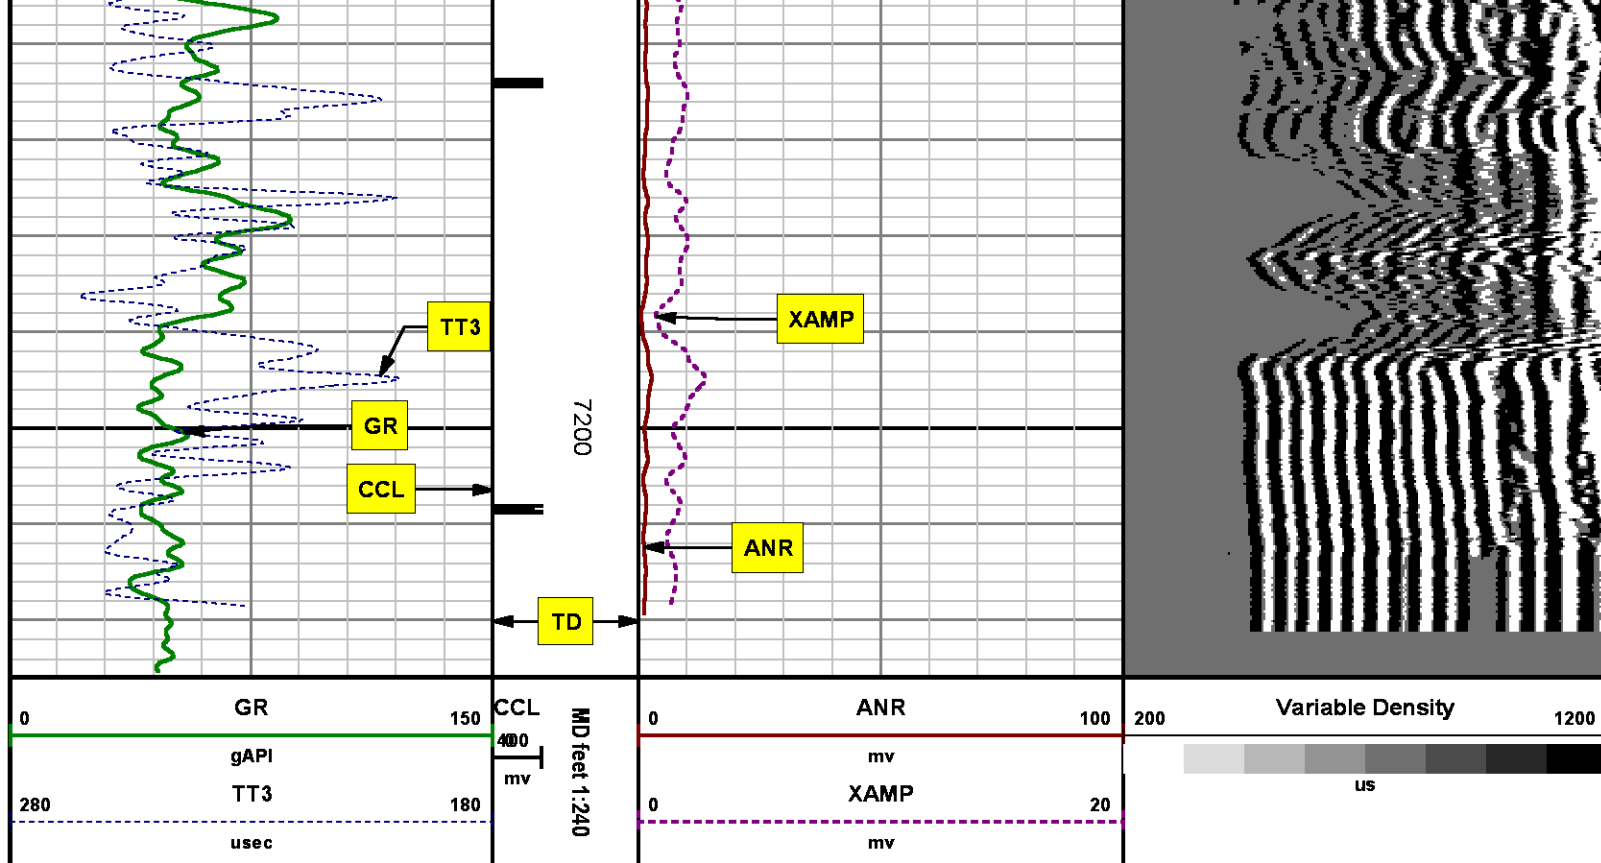 XAMP
TT3
7200
GR
CCL
ANR
TD
GR
0
150
gAPI
TT3
280
180
usec
CCL
mv
MD feet 1:240
ANR
0
100
mv
XAMP
0
20
mv
Variable Density
200
1200
us